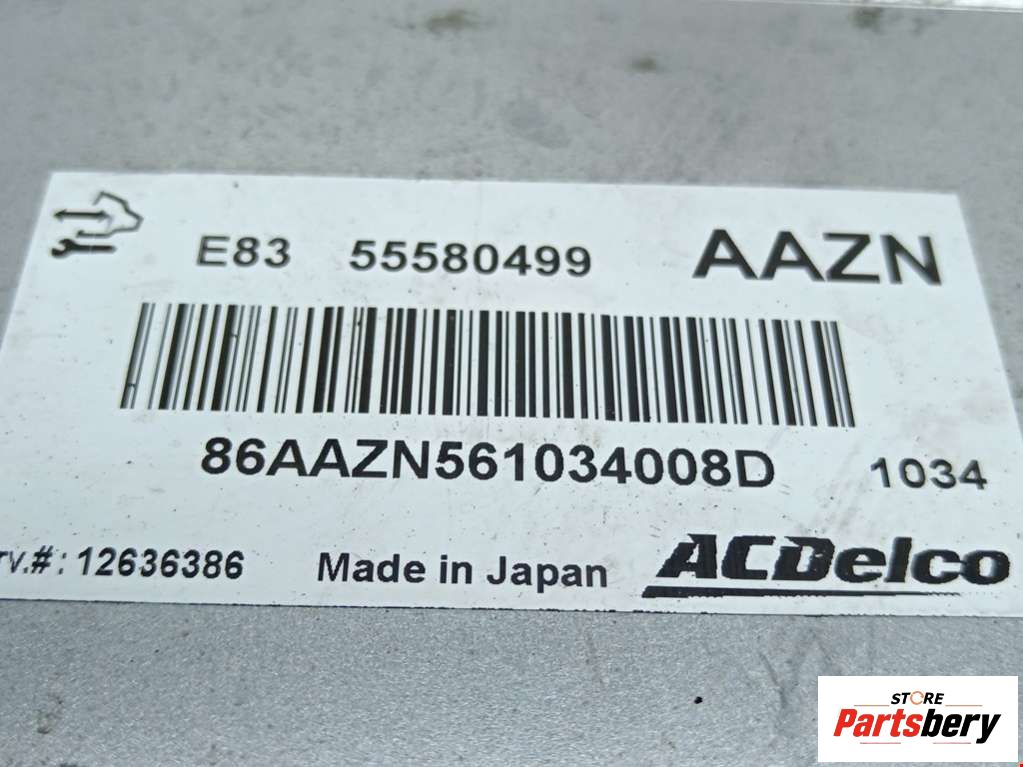 E83 55580499 AAZN
86AAZN561034008D 1034
rv.#: 12636386 Made in Japan ACDelco
STORE
Partsbery